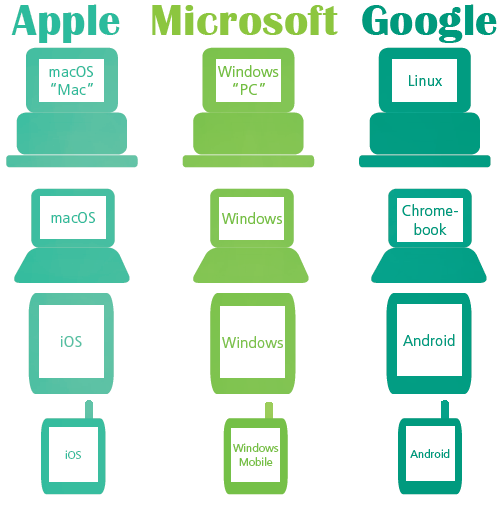 Apple Microsoft Google
macOS
“Mac”
Windows
“PC”
Linux
macOS
Windows
Chrome-
book
iOS
Windows
Android
iOS
Windows
Mobile
Android